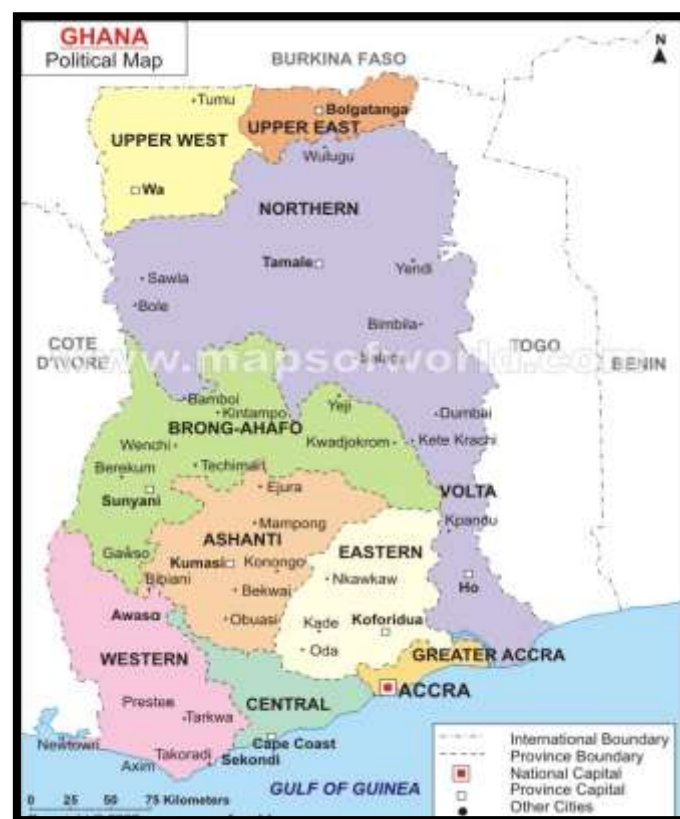 GHANA
Political Map
N
BURKINA FASO
Tumu
Bolgatanga
UPPER EAST
UPPER WEST
Wulugu
Wa
NORTHERN
Tamale
Yendi
Sawla
Bole
Bimbila
COTE
D'IVORE
www.mapsofworld.com
TOGO
BENIN
Bamboi
Kintampo
Yeji
Dumbai
BRONG-AHAFO
Wenchi
Kwadjokrom
Kete Krachi
Berekum
Techiman
Sunyani
Ejura
VOLTA
Mampong
Kpandu
ASHANTI
EASTERN
Gaikso
Kumasi
Konongo
Bibiani
Nkawkaw
Ho
Bekwai
Awaso
Obuasi
Kade
Koforidua
Oda
GREATER ACCRA
WESTERN
ACCRA
CENTRAL
Prestee
Tarkwa
Newtown
Cape Coast
Takoradi
Sekondi
Axim
GULF OF GUINEA
0 25 50 75 Kilometers
International Boundary
Province Boundary
National Capital
Province Capital
Other Cities